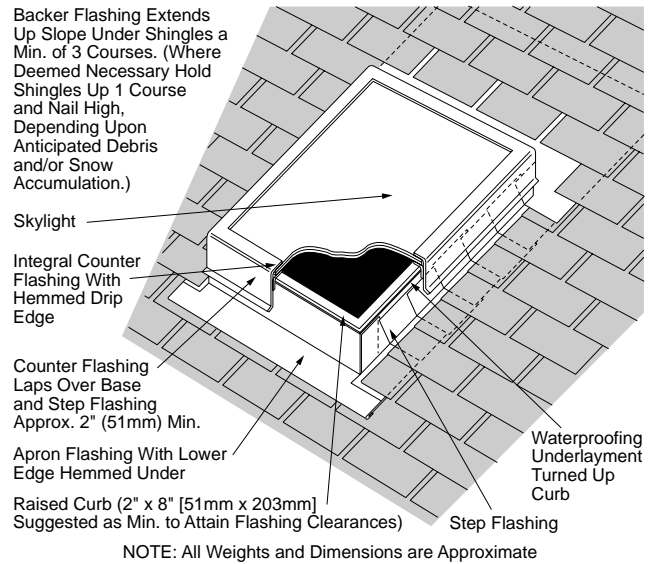 Backer Flashing Extends
Up Slope Under Shingles a
Min. of 3 Courses. (Where
Deemed Necessary Hold
Shingles Up 1 Course
and Nail High,
Depending Upon
Anticipated Debris
and/or Snow
Accumulation.)
Skylight
Integral Counter
Flashing With
Hemmed Drip
Edge
Counter Flashing
Laps Over Base
and Step Flashing
Approx. 2" (51mm) Min.
Apron Flashing With Lower
Edge Hemmed Under
Raised Curb (2" x 8" [51mm x 203mm]
Suggested as Min. to Attain Flashing Clearances)
Step Flashing
Waterproofing
Underlayment
Turned Up
Curb
NOTE: All Weights and Dimensions are Approximate